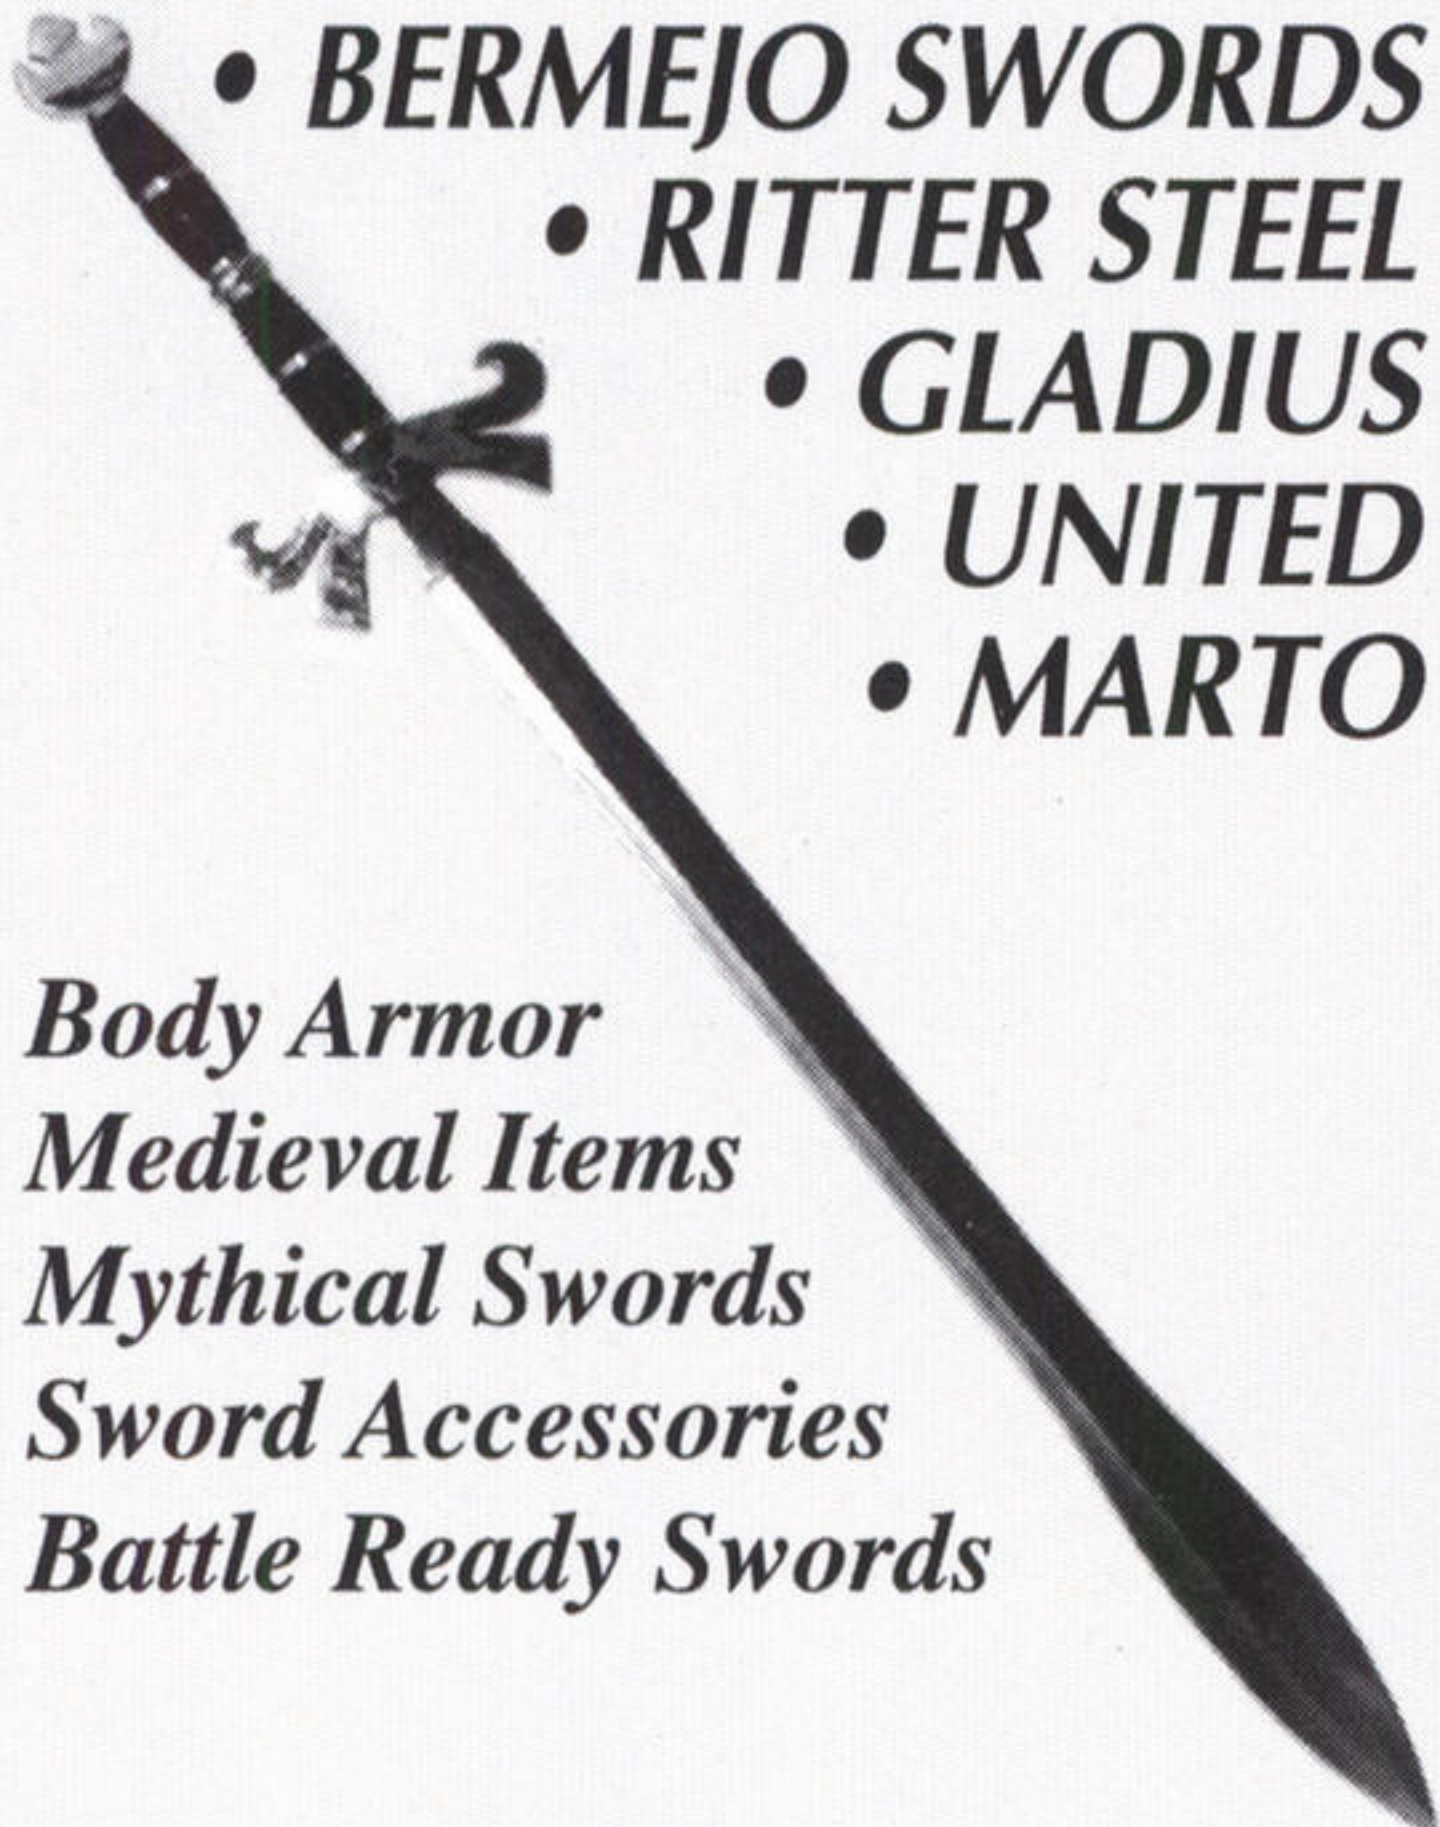 • BERMEJO SWORDS
• RITTER STEEL
• GLADIUS
• UNITED
• MARTO
Body Armor
Medieval Items
Mythical Swords
Sword Accessories
Battle Ready Swords